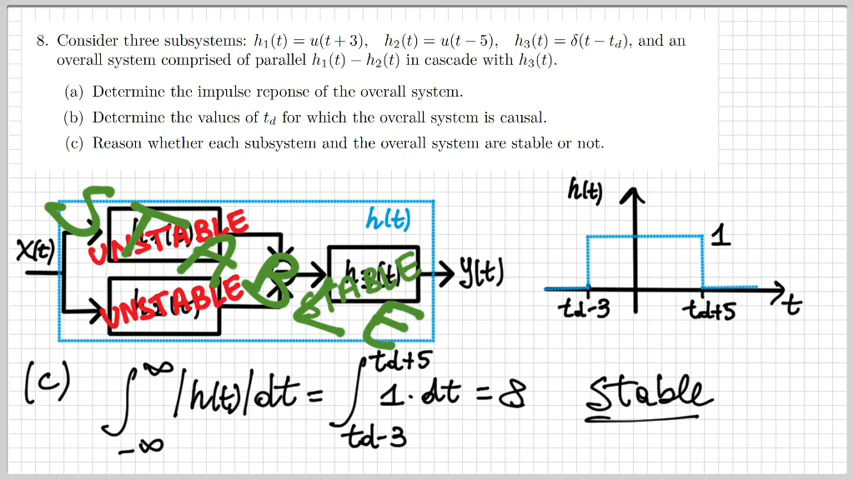 8. Consider three subsystems: h₁(t) = u(t + 3), h₂(t) = u(t − 5), h₃(t) = δ(t − t_d), and an
overall system comprised of parallel h₁(t) − h₂(t) in cascade with h₃(t).
(a) Determine the impulse reponse of the overall system.
(b) Determine the values of t_d for which the overall system is causal.
(c) Reason whether each subsystem and the overall system are stable or not.
STABLE
h(t)
UNSTABLE
x(t)
STABLE
y(t)
UNSTABLE
h(t)
1
td-3
td+5
t
(c) ∫_{-∞}^{∞} |h(t)| dt = ∫_{td-3}^{td+5} 1 · dt = 8 stable